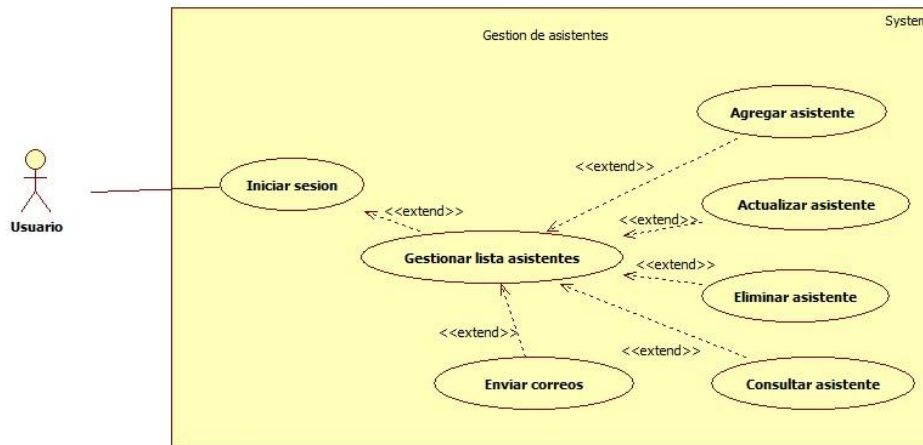 System
Gestion de asistentes
Agregar asistente
<<extend>>
Iniciar sesion
Actualizar asistente
<<extend>>
<<extend>>
Usuario
Gestionar lista asistentes
<<extend>>
Eliminar asistente
<<extend>>
<<extend>>
Enviar correos
Consultar asistente